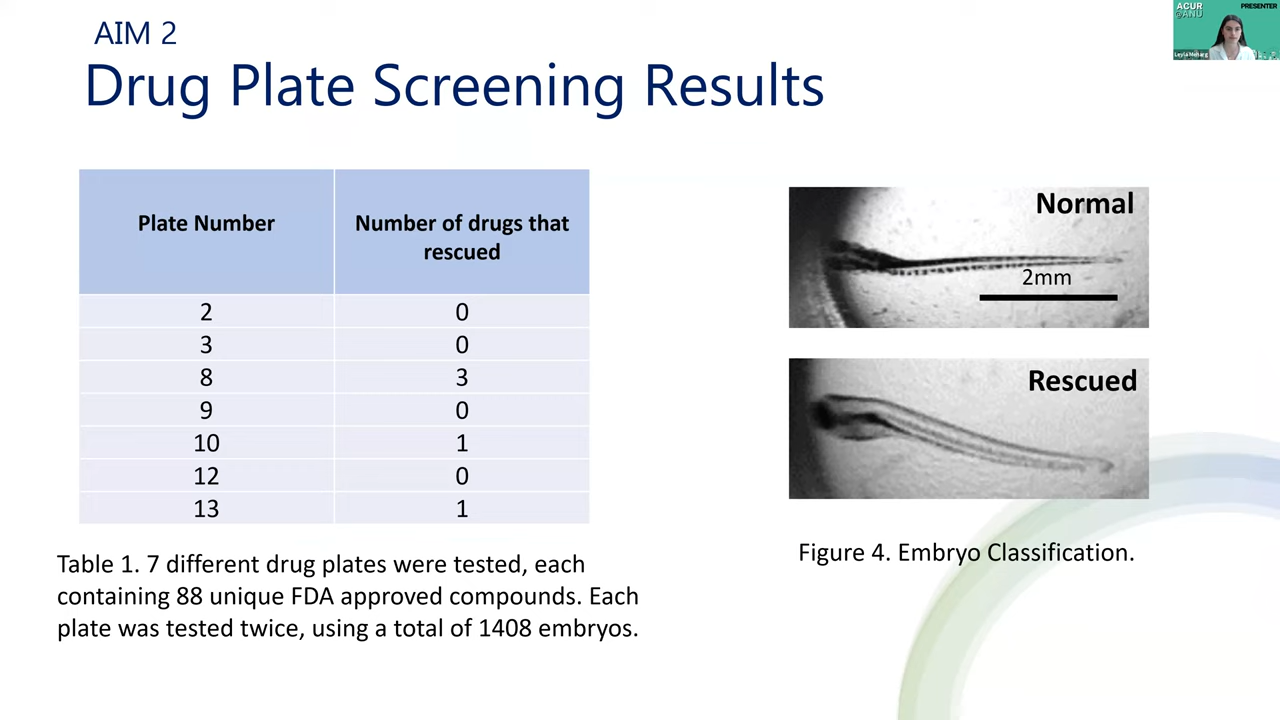 AIM 2
Drug Plate Screening Results
ACUR
@ANU
PRESENTER
Plate Number
Number of drugs that
rescued
2 0
3 0
8 3
9 0
10 1
12 0
13 1
Table 1. 7 different drug plates were tested, each
containing 88 unique FDA approved compounds. Each
plate was tested twice, using a total of 1408 embryos.
Normal
2mm
Rescued
Figure 4. Embryo Classification.